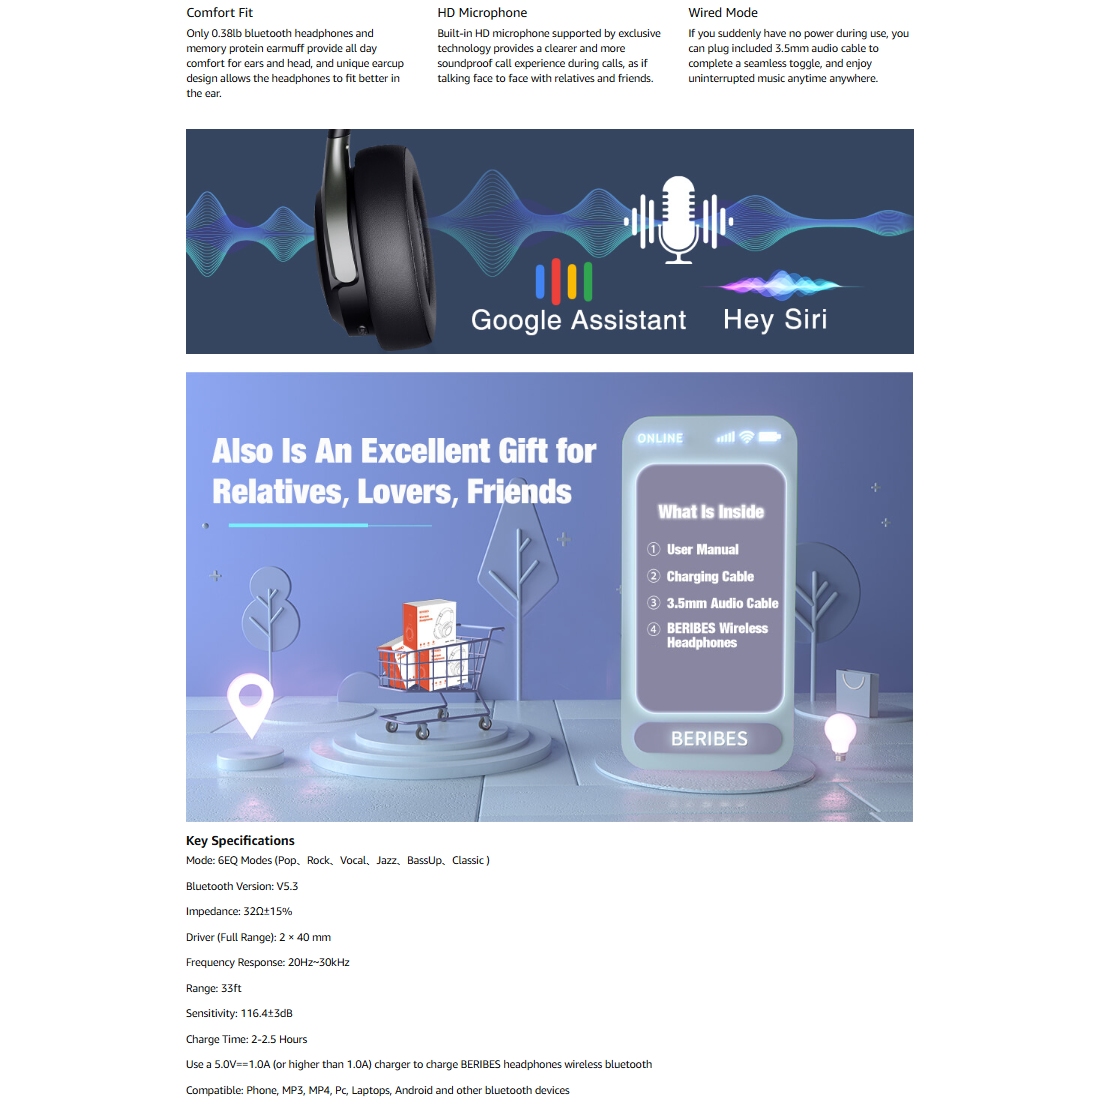 Comfort Fit
Only 0.38lb bluetooth headphones and
memory protein earmuff provide all day
comfort for ears and head, and unique earcup
design allows the headphones to fit better in
the ear.
HD Microphone
Built-in HD microphone supported by exclusive
technology provides a clearer and more
soundproof call experience during calls, as if
talking face to face with relatives and friends.
Wired Mode
If you suddenly have no power during use, you
can plug included 3.5mm audio cable to
complete a seamless toggle, and enjoy
uninterrupted music anytime anywhere.
Google Assistant
Hey Siri
Also Is An Excellent Gift for
Relatives, Lovers, Friends
ONLINE
What Is Inside
① User Manual
② Charging Cable
③ 3.5mm Audio Cable
④ BERIBES Wireless
Headphones
BERIBES
Key Specifications
Mode: 6EQ Modes (Pop、Rock、Vocal、Jazz、BassUp、Classic )
Bluetooth Version: V5.3
Impedance: 32Ω±15%
Driver (Full Range): 2 × 40 mm
Frequency Response: 20Hz~30kHz
Range: 33ft
Sensitivity: 116.4±3dB
Charge Time: 2-2.5 Hours
Use a 5.0V==1.0A (or higher than 1.0A) charger to charge BERIBES headphones wireless bluetooth
Compatible: Phone, MP3, MP4, Pc, Laptops, Android and other bluetooth devices